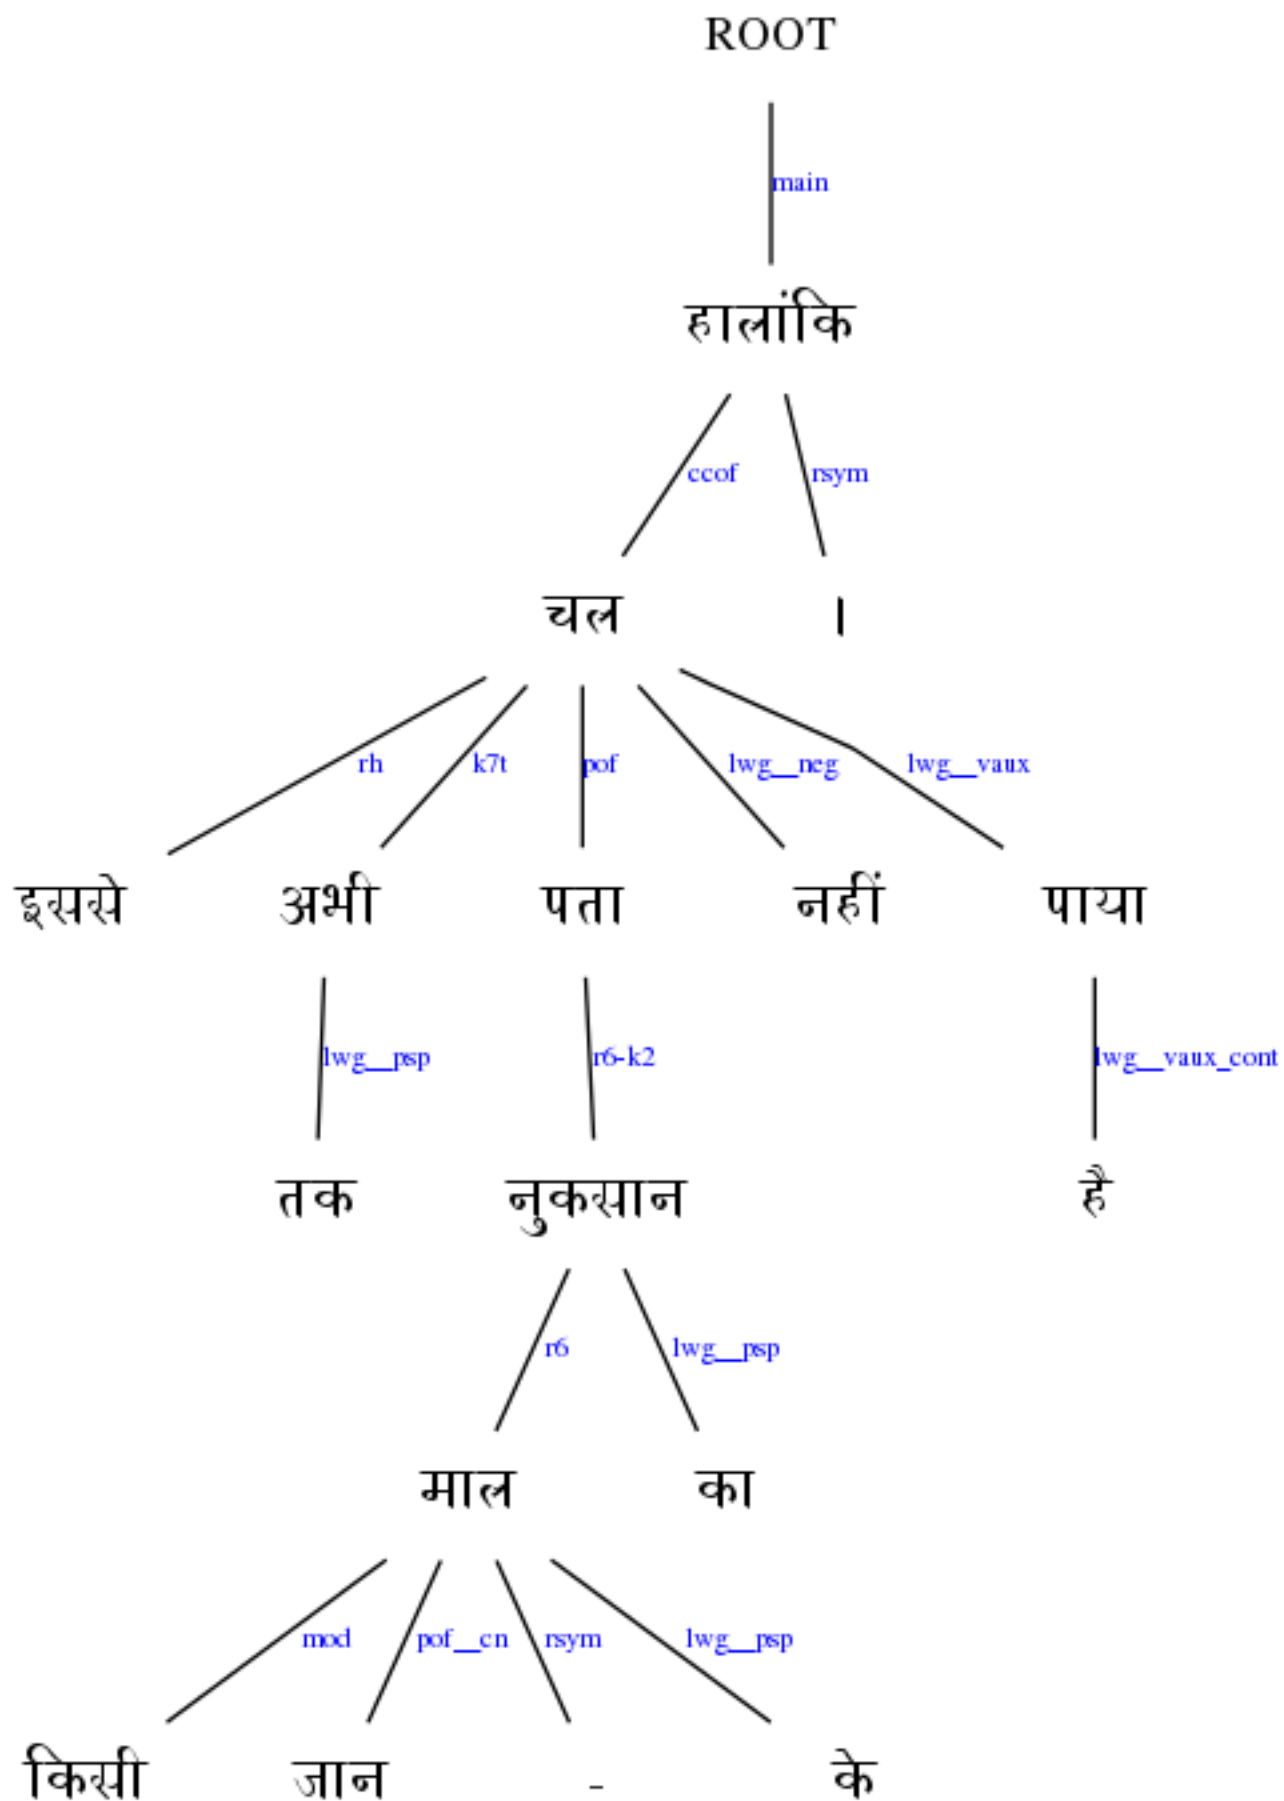 ROOT
main
हालांकि
ccof rsym
चल ।
rh k7t pof lwg__neg lwg__vaux
इससे अभी पता नहीं पाया
lwg__psp r6-k2 lwg__vaux_cont
तक नुकसान है
r6 lwg__psp
माल का
mod pof__cn rsym lwg__psp
किसी जान - के